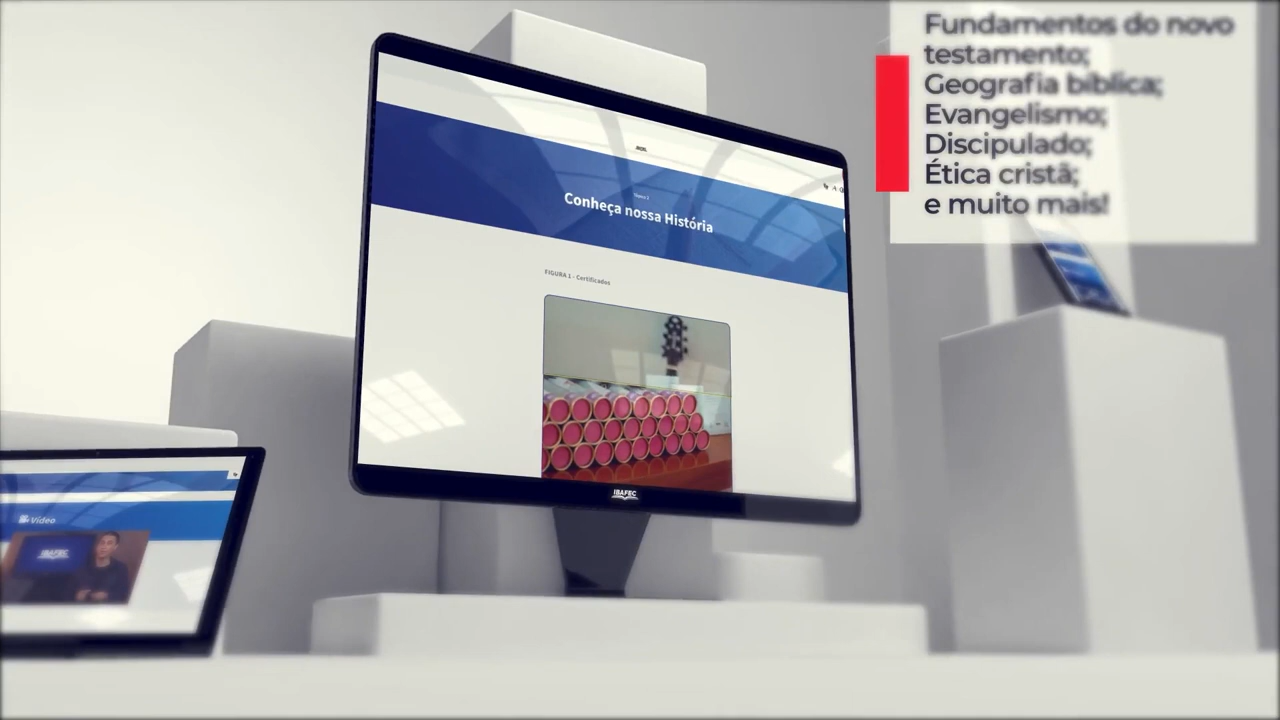 Fundamentos do novo
testamento;
Geografia bíblica;
Evangelismo;
Discipulado;
Ética cristã;
e muito mais!
Conheça nossa História
FIGURA 1 - Certificados
IBAFEC
Vídeo
IBAFEC